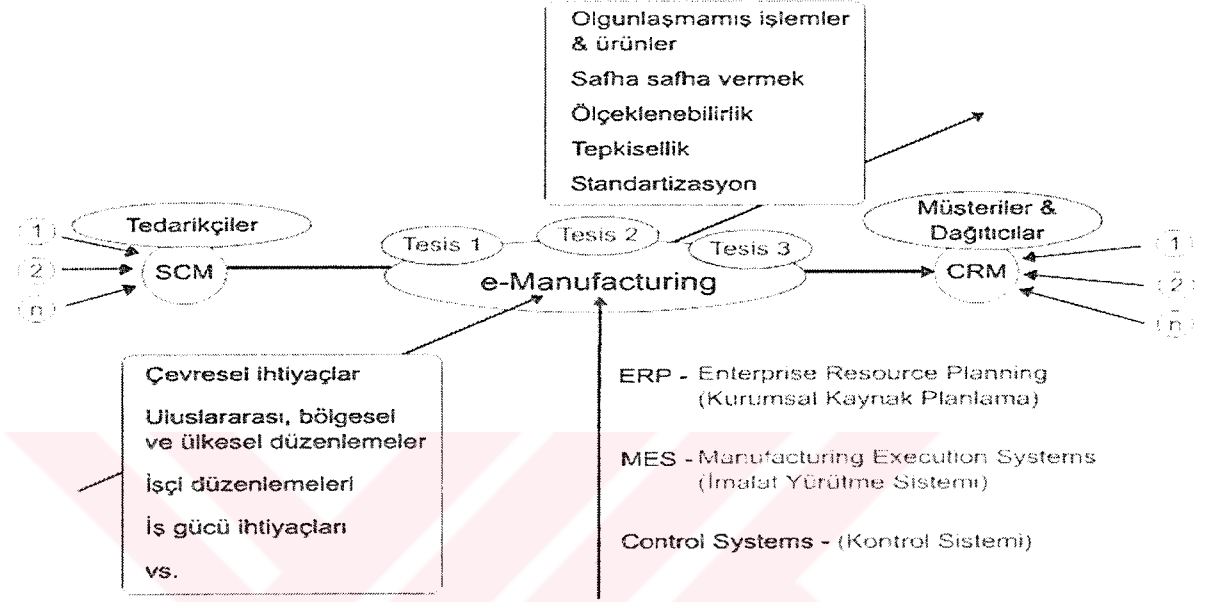 Olgunlaşmamış işlemler
& ürünler
Safha safha vermek
Ölçeklenebilirlik
Tepkisellik
Standartizasyon
Tedarikçiler
SCM
1
2
n
Tesis 1
Tesis 2
Tesis 3
e-Manufacturing
Müşteriler &
Dağıtıcılar
CRM
1
2
n
Çevresel ihtiyaçlar
Uluslararası, bölgesel
ve ülkesel düzenlemeler
İşçi düzenlemeleri
İş gücü ihtiyaçları
vs.
ERP - Enterprise Resource Planning
(Kurumsal Kaynak Planlama)
MES - Manufacturing Execution Systems
(İmalat Yürütme Sistemi)
Control Systems - (Kontrol Sistemi)